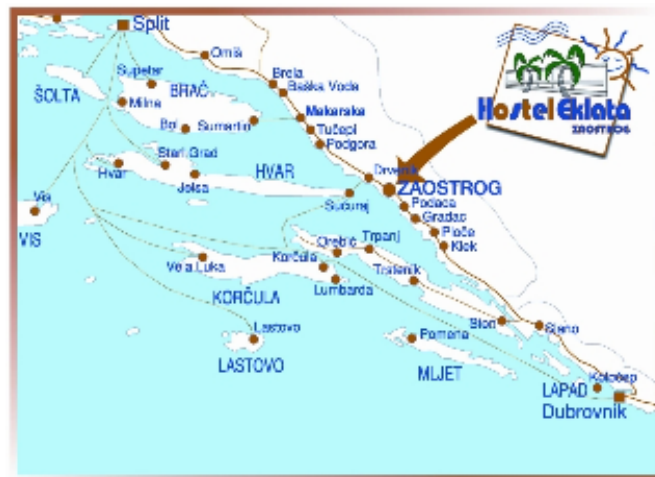 Split
Omiš
Supetar
ŠOLTA
BRAČ
Brela
Baška Voda
Milna
Makarska
Bol
Sumartin
Tučepi
Podgora
Hostel Eklata
ZAOSTROG
Stari Grad
Hvar
HVAR
Jelsa
Drvenik
ZAOSTROG
Sućuraj
Podaca
Gradac
Ploče
Klek
Vis
VIS
Orebić
Trpanj
Vela Luka
Korčula
Trstenik
KORČULA
Lumbarda
Lastovo
LASTOVO
Pomena
MLJET
Ston
Slano
Koločep
LAPAD
Dubrovnik